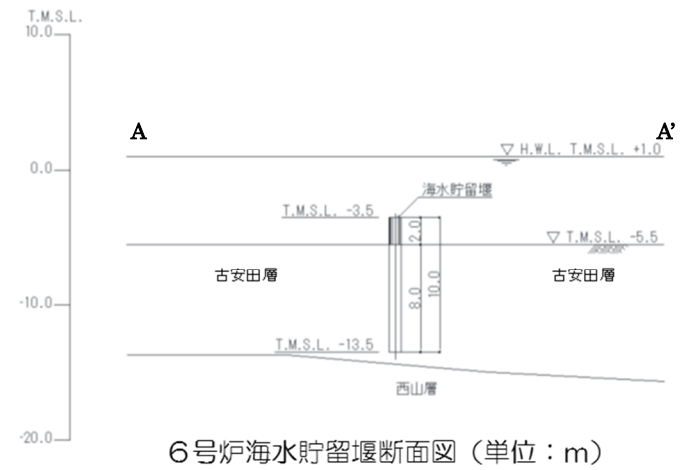 T.M.S.L.
10.0
A
A'
H.W.L. T.M.S.L. +1.0
0.0
海水貯留堰
T.M.S.L. -3.5
2.0
T.M.S.L. -5.5
古安田層
古安田層
8.0
10.0
-10.0
T.M.S.L. -13.5
西山層
-20.0
6号炉海水貯留堰断面図（単位：m）